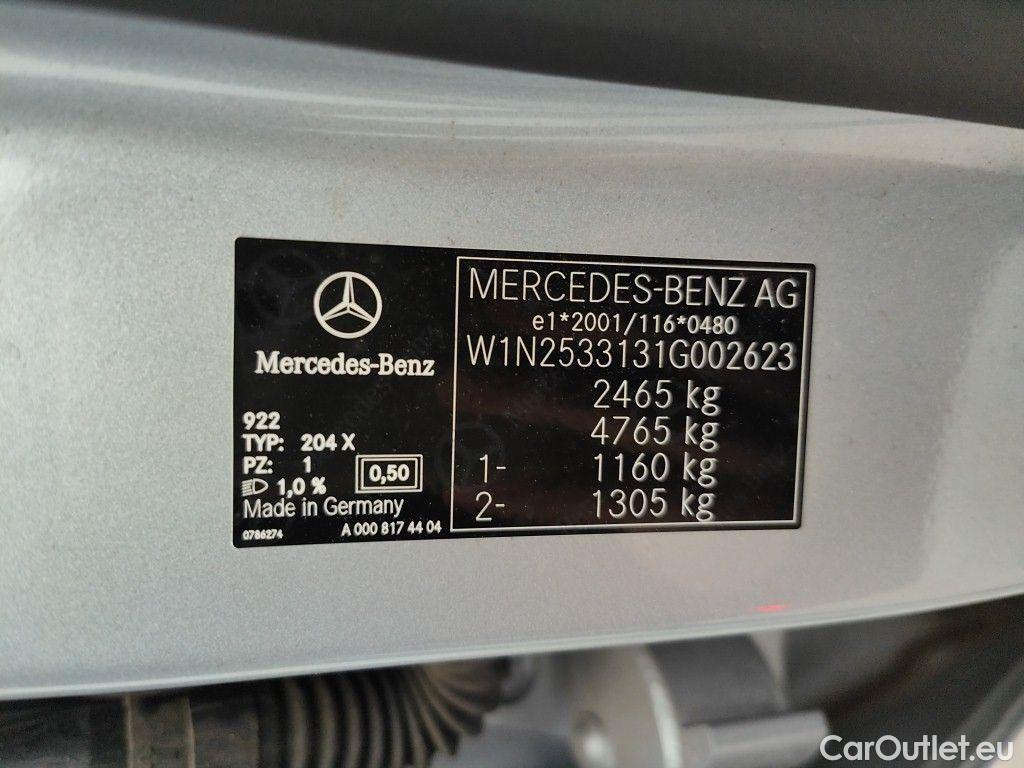 Mercedes-Benz
922
TYP: 204 X
PZ: 1
0,50
1,0 %
Made in Germany
0786274
A 000 817 44 04
MERCEDES-BENZ AG
e1*2001/116*0480
W1N2533131G002623
2465 kg
4765 kg
1- 1160 kg
2- 1305 kg
CarOutlet.eu